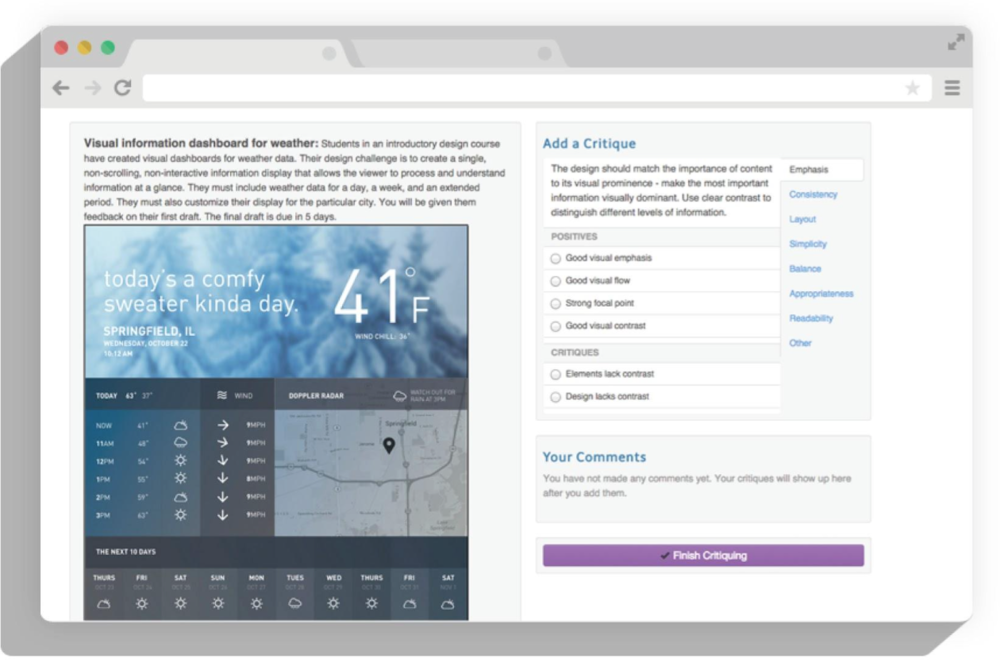 Visual information dashboard for weather: Students in an introductory design course
have created visual dashboards for weather data. Their design challenge is to create a single,
non-scrolling, non-interactive information display that allows the viewer to process and understand
information at a glance. They must include weather data for a day, a week, and an extended
period. They must also customize their display for the particular city. You will be given them
feedback on their first draft. The final draft is due in 5 days.
today's a comfy
sweater kinda day.
SPRINGFIELD, IL
WEDNESDAY, OCTOBER 22
10:12 AM
41°F
WIND CHILL: 36°
TODAY 63° 37°
WIND
DOPPLER RADAR
WATCH OUT FOR
RAIN AT 3PM
NOW 41° 9MPH
11AM 48° 9MPH
12PM 54° 9MPH
1PM 55° 8MPH
2PM 59° 9MPH
3PM 63° 9MPH
Springfield
THE NEXT 10 DAYS
THURS FRI SAT SUN MON TUES WED THURS FRI SAT
Add a Critique
The design should match the importance of content
to its visual prominence - make the most important
information visually dominant. Use clear contrast to
distinguish different levels of information.
POSITIVES
Good visual emphasis
Good visual flow
Strong focal point
Good visual contrast
CRITIQUES
Elements lack contrast
Design lacks contrast
Emphasis
Consistency
Layout
Simplicity
Balance
Appropriateness
Readability
Other
Your Comments
You have not made any comments yet. Your critiques will show up here
after you add them.
Finish Critiquing